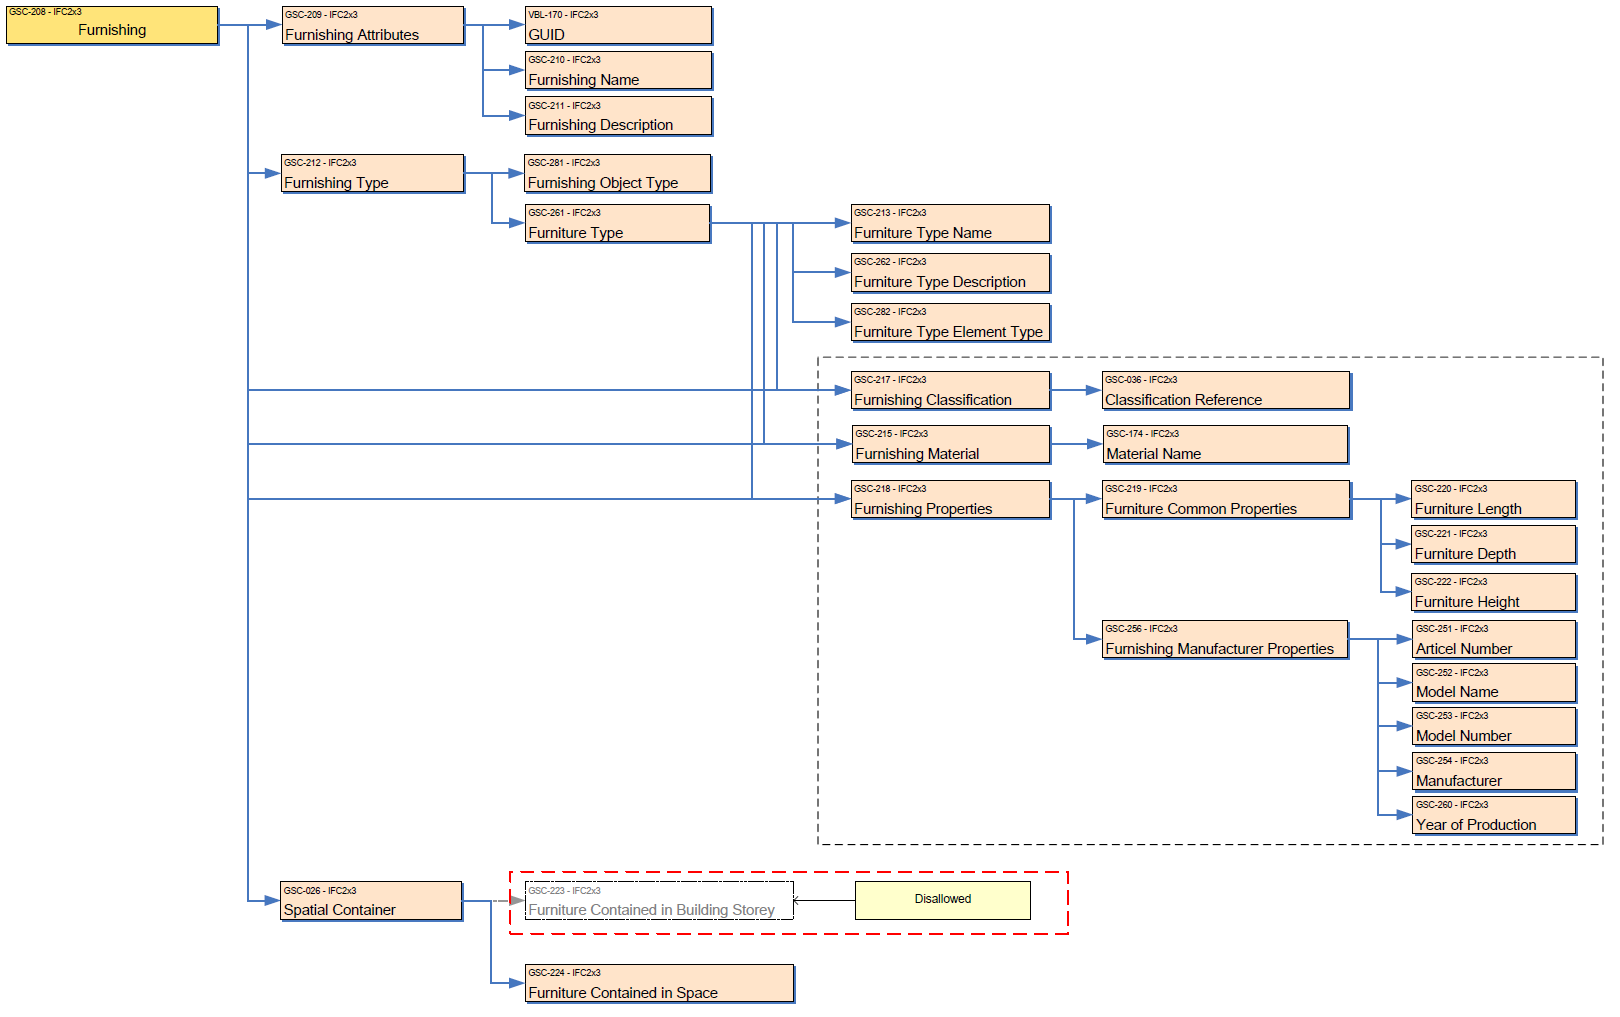 GSC-208 - IFC2x3
Furnishing
GSC-209 - IFC2x3
Furnishing Attributes
VBL-170 - IFC2x3
GUID
GSC-210 - IFC2x3
Furnishing Name
GSC-211 - IFC2x3
Furnishing Description
GSC-212 - IFC2x3
Furnishing Type
GSC-281 - IFC2x3
Furnishing Object Type
GSC-261 - IFC2x3
Furniture Type
GSC-213 - IFC2x3
Furniture Type Name
GSC-262 - IFC2x3
Furniture Type Description
GSC-282 - IFC2x3
Furniture Type Element Type
GSC-217 - IFC2x3
Furnishing Classification
GSC-036 - IFC2x3
Classification Reference
GSC-215 - IFC2x3
Furnishing Material
GSC-174 - IFC2x3
Material Name
GSC-218 - IFC2x3
Furnishing Properties
GSC-219 - IFC2x3
Furniture Common Properties
GSC-220 - IFC2x3
Furniture Length
GSC-221 - IFC2x3
Furniture Depth
GSC-222 - IFC2x3
Furniture Height
GSC-256 - IFC2x3
Furnishing Manufacturer Properties
GSC-251 - IFC2x3
Articel Number
GSC-252 - IFC2x3
Model Name
GSC-253 - IFC2x3
Model Number
GSC-254 - IFC2x3
Manufacturer
GSC-260 - IFC2x3
Year of Production
GSC-026 - IFC2x3
Spatial Container
GSC-223 - IFC2x3
Furniture Contained in Building Storey
Disallowed
GSC-224 - IFC2x3
Furniture Contained in Space